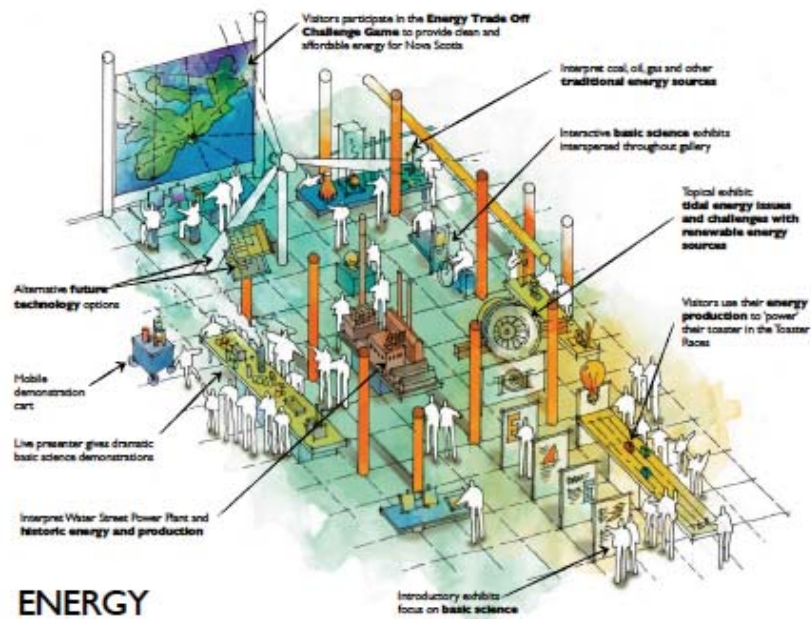 Visitors participate in the Energy Trade Off
Challenge Game to provide clean and
affordable energy for Nova Scotia
Interpret coal, oil, gas and other
traditional energy sources
Interactive basic science exhibits
interspersed throughout gallery
Topical exhibit:
tidal energy issues
and challenges with
renewable energy
sources
Alternative future
technology options
Visitors use their energy
production to 'power'
their toaster in the Toaster
Races
Mobile
demonstration
cart
Live presenter gives dramatic
basic science demonstrations
Interpret Water Street Power Plant and
historic energy and production
Introductory exhibits
focus on basic science
ENERGY